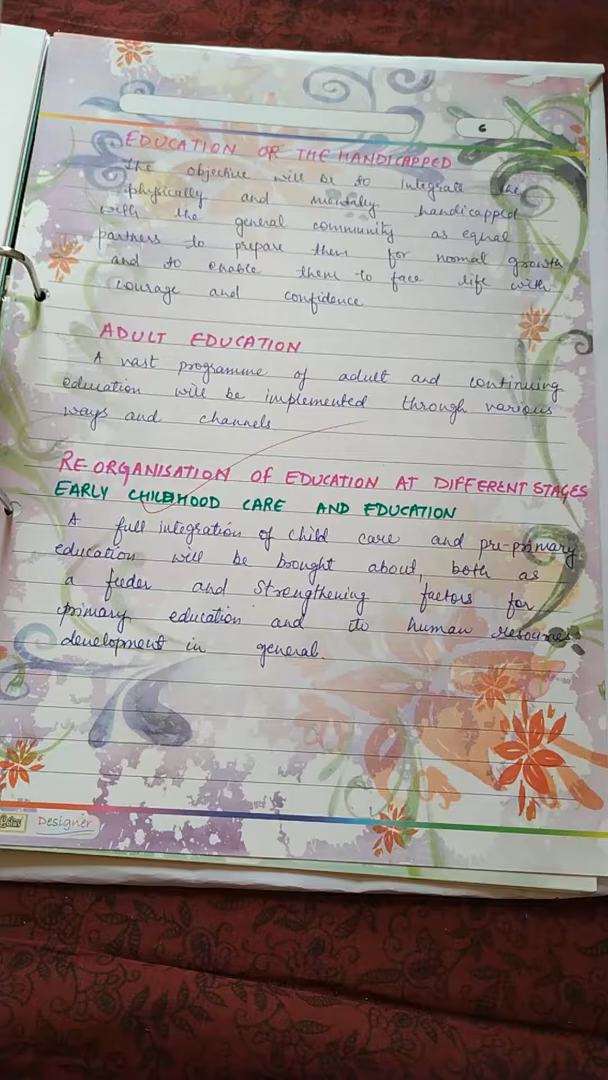 6
EDUCATION OF THE HANDICAPPED
The objective will be to integrate the
physically and mentally handicapped
with the general community as equal
partners to prepare them for normal growth
and to enable them to face life with
courage and confidence
ADULT EDUCATION
A vast programme of adult and continuing
education will be implemented through various
ways and channels
RE ORGANISATION OF EDUCATION AT DIFFERENT STAGES
EARLY CHILDHOOD CARE AND EDUCATION
A full integration of child care and pre-primary
education will be brought about, both as
a feeder and strengthening factors for
primary education and to human resources
development in general.
Lotus Designer